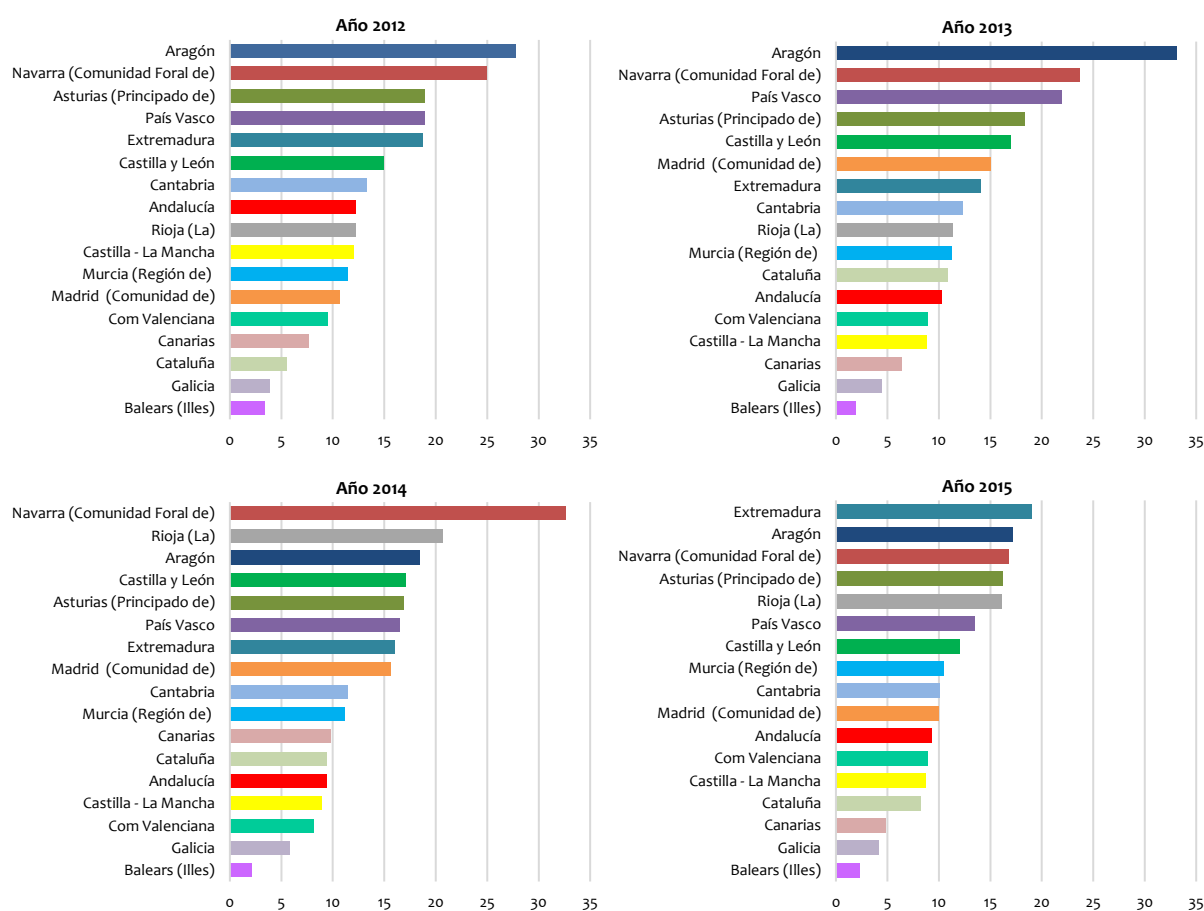 Año 2012
Aragón
Navarra (Comunidad Foral de)
Asturias (Principado de)
País Vasco
Extremadura
Castilla y León
Cantabria
Andalucía
Rioja (La)
Castilla - La Mancha
Murcia (Región de)
Madrid (Comunidad de)
Com Valenciana
Canarias
Cataluña
Galicia
Balears (Illes)
0 5 10 15 20 25 30 35
Año 2013
Aragón
Navarra (Comunidad Foral de)
País Vasco
Asturias (Principado de)
Castilla y León
Madrid (Comunidad de)
Extremadura
Cantabria
Rioja (La)
Murcia (Región de)
Cataluña
Andalucía
Com Valenciana
Castilla - La Mancha
Canarias
Galicia
Balears (Illes)
0 5 10 15 20 25 30 35
Año 2014
Navarra (Comunidad Foral de)
Rioja (La)
Aragón
Castilla y León
Asturias (Principado de)
País Vasco
Extremadura
Madrid (Comunidad de)
Cantabria
Murcia (Región de)
Canarias
Cataluña
Andalucía
Castilla - La Mancha
Com Valenciana
Galicia
Balears (Illes)
0 5 10 15 20 25 30 35
Año 2015
Extremadura
Aragón
Navarra (Comunidad Foral de)
Asturias (Principado de)
Rioja (La)
País Vasco
Castilla y León
Murcia (Región de)
Cantabria
Madrid (Comunidad de)
Andalucía
Com Valenciana
Castilla - La Mancha
Cataluña
Canarias
Galicia
Balears (Illes)
0 5 10 15 20 25 30 35